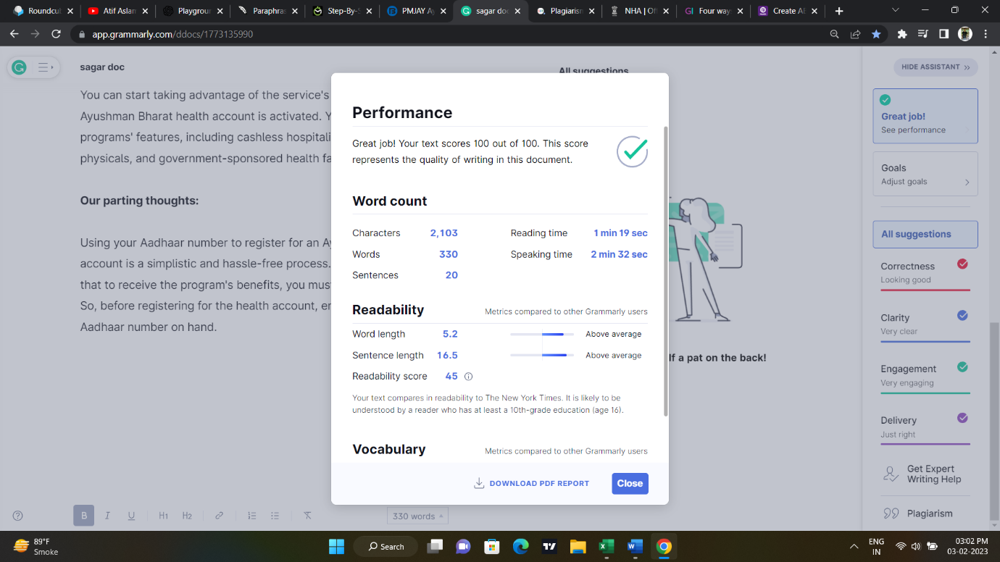 Roundcu
Atif Aslan
Playgroun
Paraphras
Step-By-S
PMJAY Ay
sagar doc
Plagiarism
NHA | Off
GI Four way
Create AB
app.grammarly.com/ddocs/1773135990
sagar doc
All suggestions
HIDE ASSISTANT
You can start taking advantage of the service's
Ayushman Bharat health account is activated. Y
programs' features, including cashless hospitali
physicals, and government-sponsored health fa
Our parting thoughts:
Using your Aadhaar number to register for an Ay
account is a simplistic and hassle-free process.
that to receive the program's benefits, you mus
So, before registering for the health account, en
Aadhaar number on hand.
Performance
Great job! Your text scores 100 out of 100. This score
represents the quality of writing in this document.
Word count
Characters 2,103 Reading time 1 min 19 sec
Words 330 Speaking time 2 min 32 sec
Sentences 20
Readability Metrics compared to other Grammarly users
Word length 5.2 Above average
Sentence length 16.5 Above average
Readability score 45
Your text compares in readability to The New York Times. It is likely to be
understood by a reader who has at least a 10th-grade education (age 16).
Vocabulary Metrics compared to other Grammarly users
DOWNLOAD PDF REPORT Close
lf a pat on the back!
Great job!
See performance
Goals
Adjust goals
All suggestions
Correctness
Looking good
Clarity
Very clear
Engagement
Very engaging
Delivery
Just right
Get Expert
Writing Help
Plagiarism
B I U H1 H2
330 words
89°F
Smoke
Search
ENG
IN
03:02 PM
03-02-2023